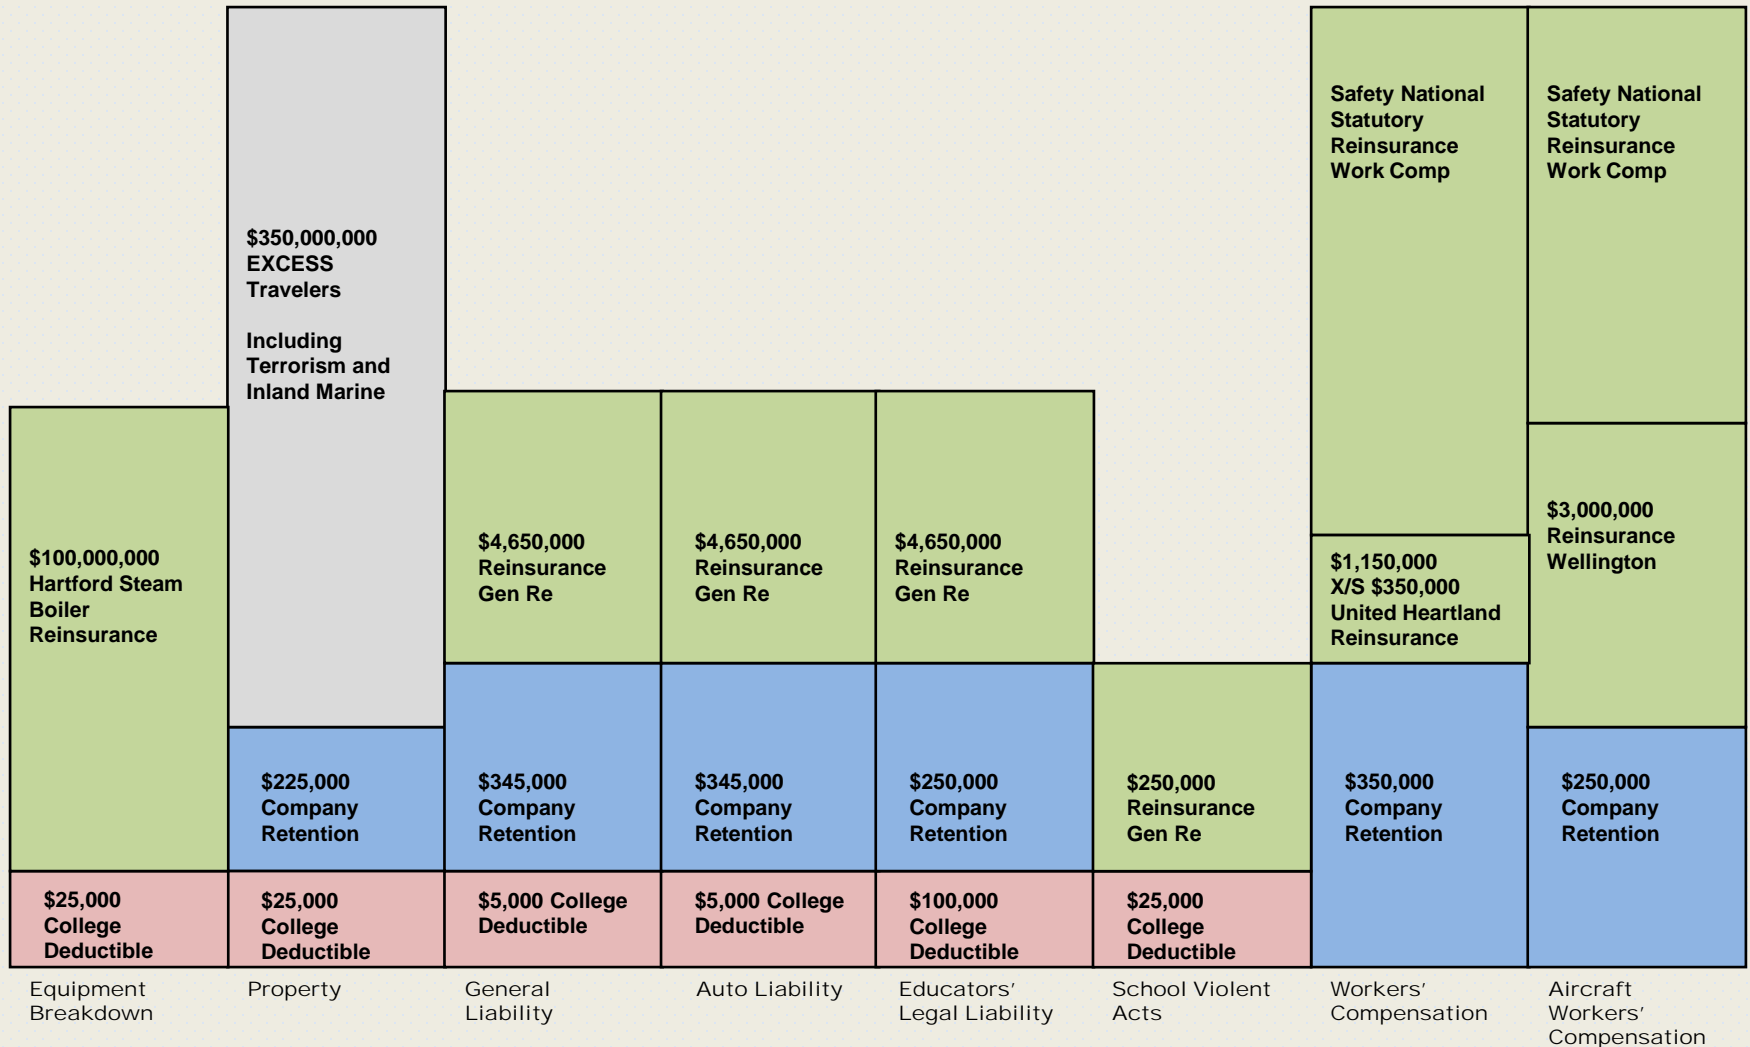 $100,000,000
Hartford Steam
Boiler
Reinsurance
$25,000
College
Deductible
Equipment
Breakdown
$350,000,000
EXCESS
Travelers
Including
Terrorism and
Inland Marine
$225,000
Company
Retention
$25,000
College
Deductible
Property
$4,650,000
Reinsurance
Gen Re
$345,000
Company
Retention
$5,000 College
Deductible
General
Liability
$4,650,000
Reinsurance
Gen Re
$345,000
Company
Retention
$5,000 College
Deductible
Auto Liability
$4,650,000
Reinsurance
Gen Re
$250,000
Company
Retention
$100,000
College
Deductible
Educators’
Legal Liability
$250,000
Reinsurance
Gen Re
$25,000
College
Deductible
School Violent
Acts
Safety National
Statutory
Reinsurance
Work Comp
$1,150,000
X/S $350,000
United Heartland
Reinsurance
$350,000
Company
Retention
Workers’
Compensation
Safety National
Statutory
Reinsurance
Work Comp
$3,000,000
Reinsurance
Wellington
$250,000
Company
Retention
Aircraft
Workers’
Compensation